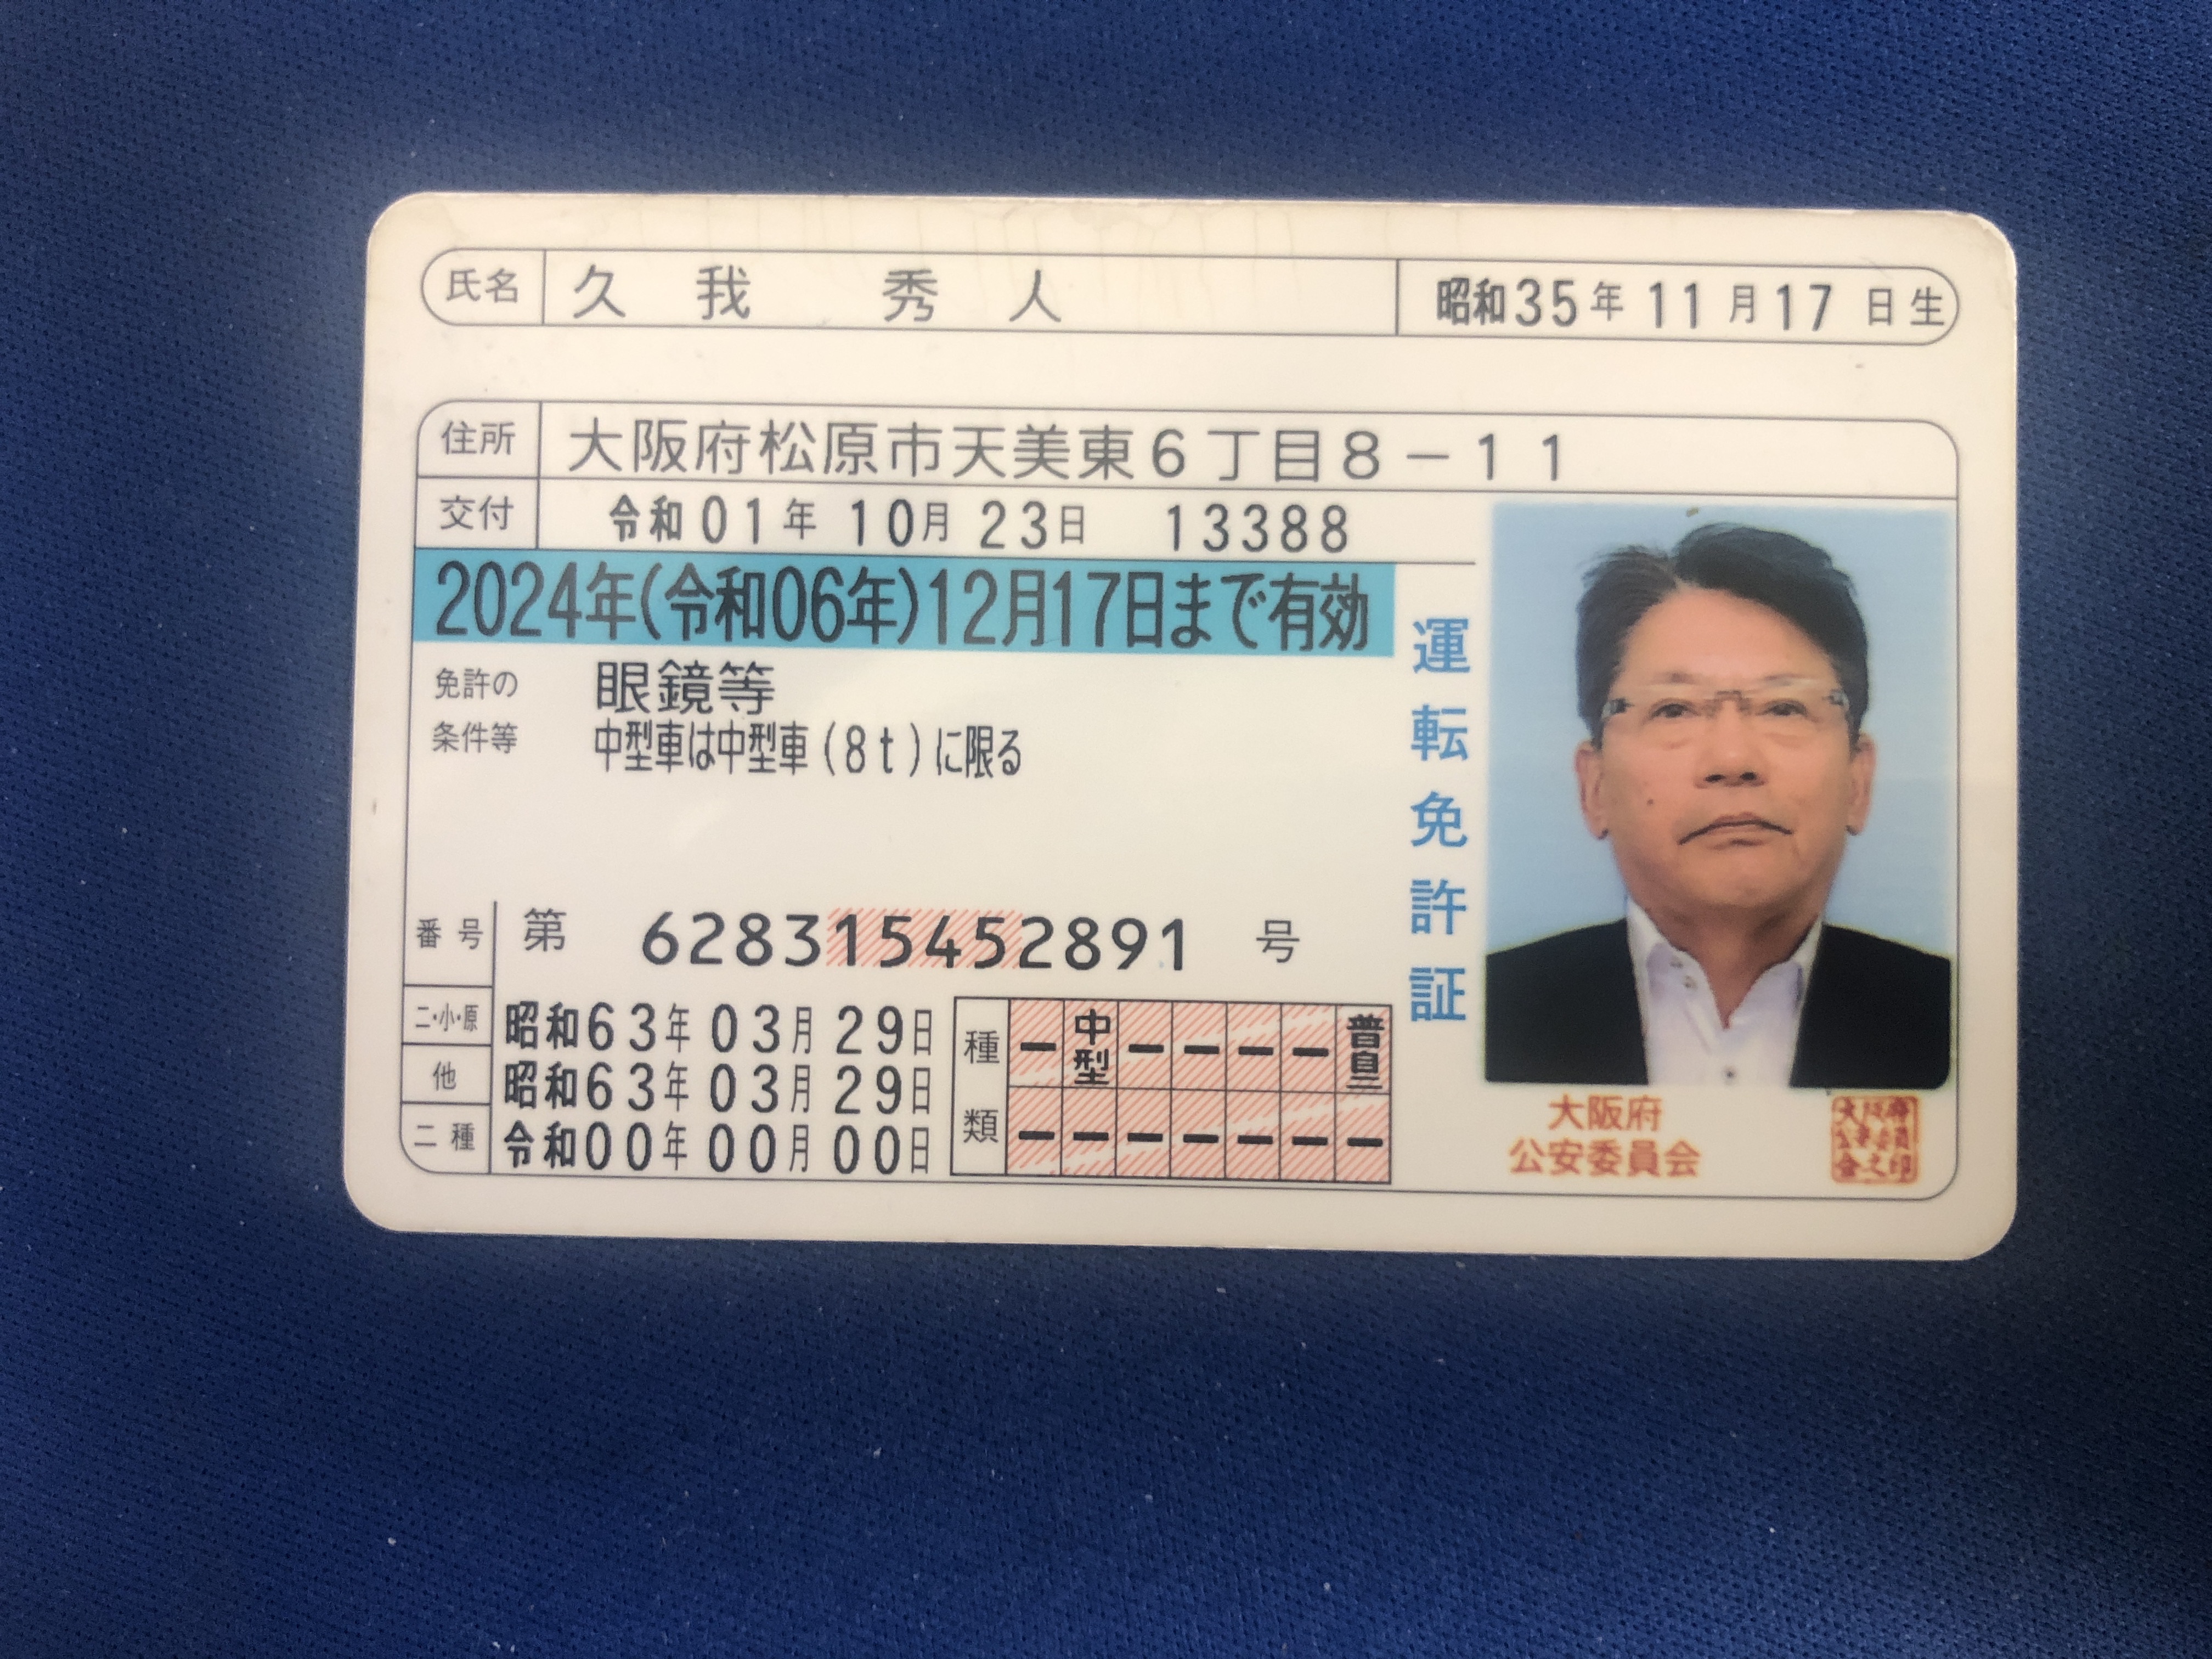 氏名 久我 秀人 昭和35年11月17日生
住所 大阪府松原市天美東6丁目8-11
交付 令和01年10月23日 13388
2024年(令和06年)12月17日まで有効
免許の
条件等
眼鏡等
中型車は中型車(8t)に限る
番号 第 628315452891 号
二・小・原 昭和63年03月29日
他 昭和63年03月29日
二種 令和00年00月00日
種類
中型
普
運転免許証
大阪府
公安委員会